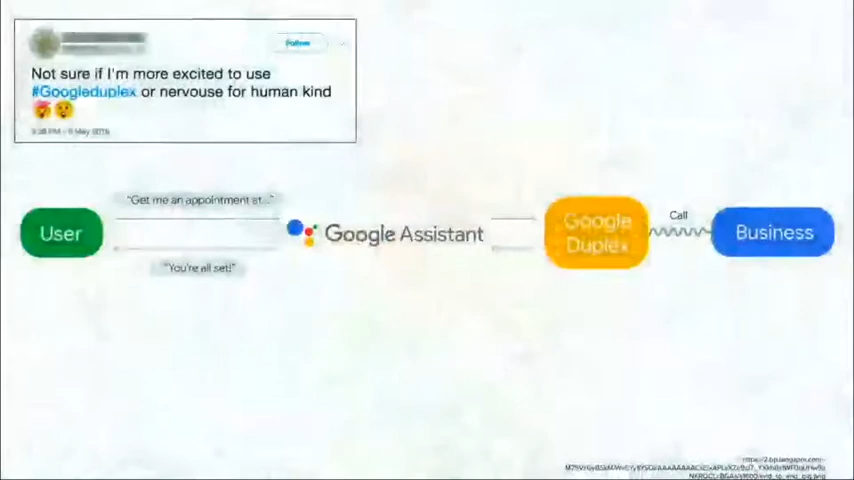 Follow
Not sure if I'm more excited to use
#Googleduplex or nervouse for human kind
"Get me an appointment at..."
User
Google Assistant
Google
Duplex
Call
Business
"You're all set!"